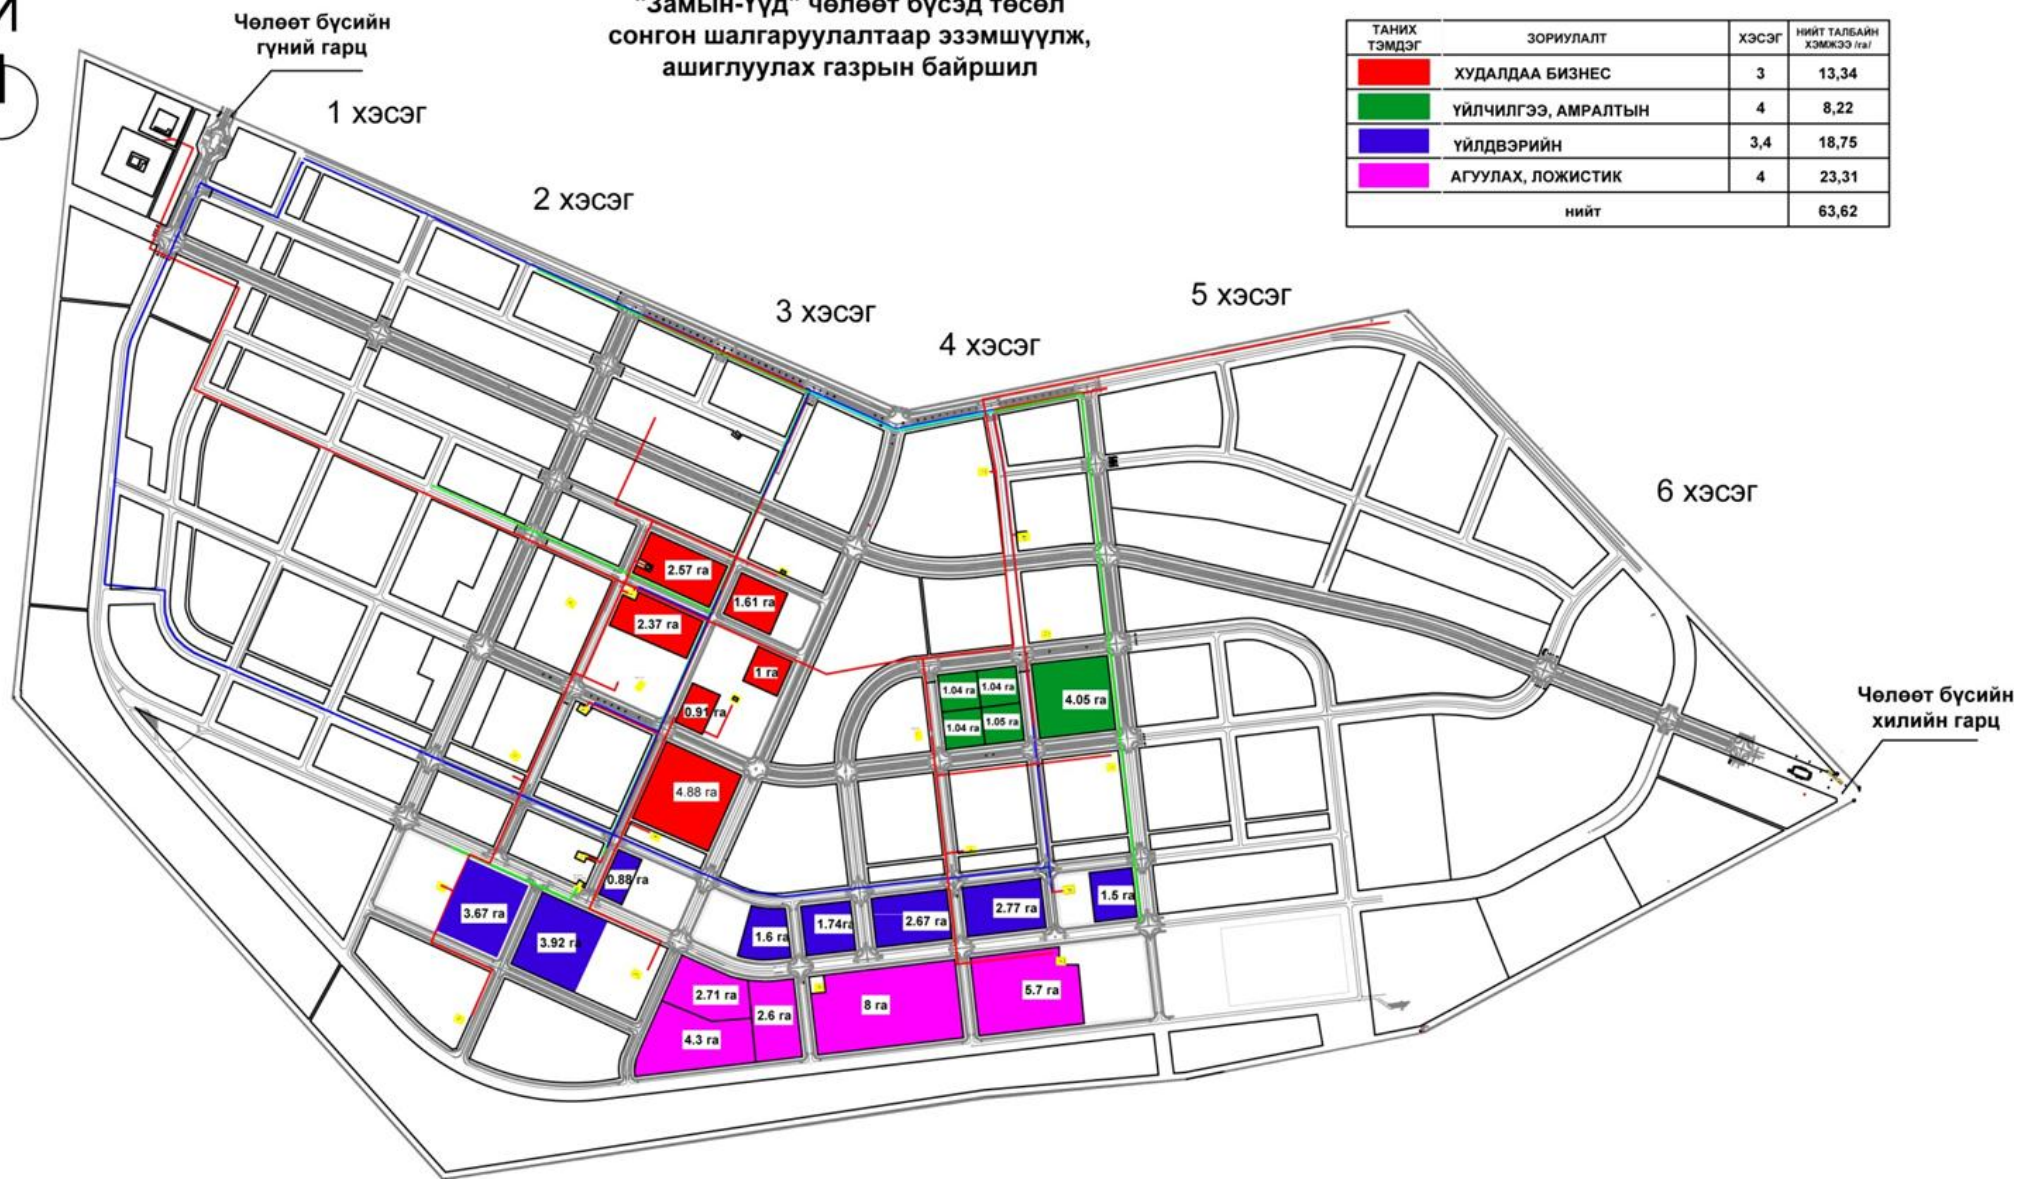 "Замын-Үүд" чөлөөт бүсэд төсөл
сонгон шалгаруулалтаар эзэмшүүлж,
ашиглуулах газрын байршил
Чөлөөт бүсийн
гүний гарц
ТАНИХ ТЭМДЭГ ЗОРИУЛАЛТ ХЭСЭГ НИЙТ ТАЛБАЙН ХЭМЖЭЭ /га/
ХУДАЛДАА БИЗНЕС 3 13,34
ҮЙЛЧИЛГЭЭ, АМРАЛТЫН 4 8,22
ҮЙЛДВЭРИЙН 3,4 18,75
АГУУЛАХ, ЛОЖИСТИК 4 23,31
нийт 63,62
1 хэсэг
2 хэсэг
3 хэсэг
4 хэсэг
5 хэсэг
6 хэсэг
2.57 га
1.61 га
2.37 га
1 га
0.91 га
4.88 га
1.04 га
1.04 га
4.05 га
1.04 га
1.05 га
Чөлөөт бүсийн
хилийн гарц
0.88 га
3.67 га
3.92 га
1.6 га
1.74га
2.67 га
2.77 га
1.5 га
2.71 га
2.6 га
4.3 га
8 га
5.7 га